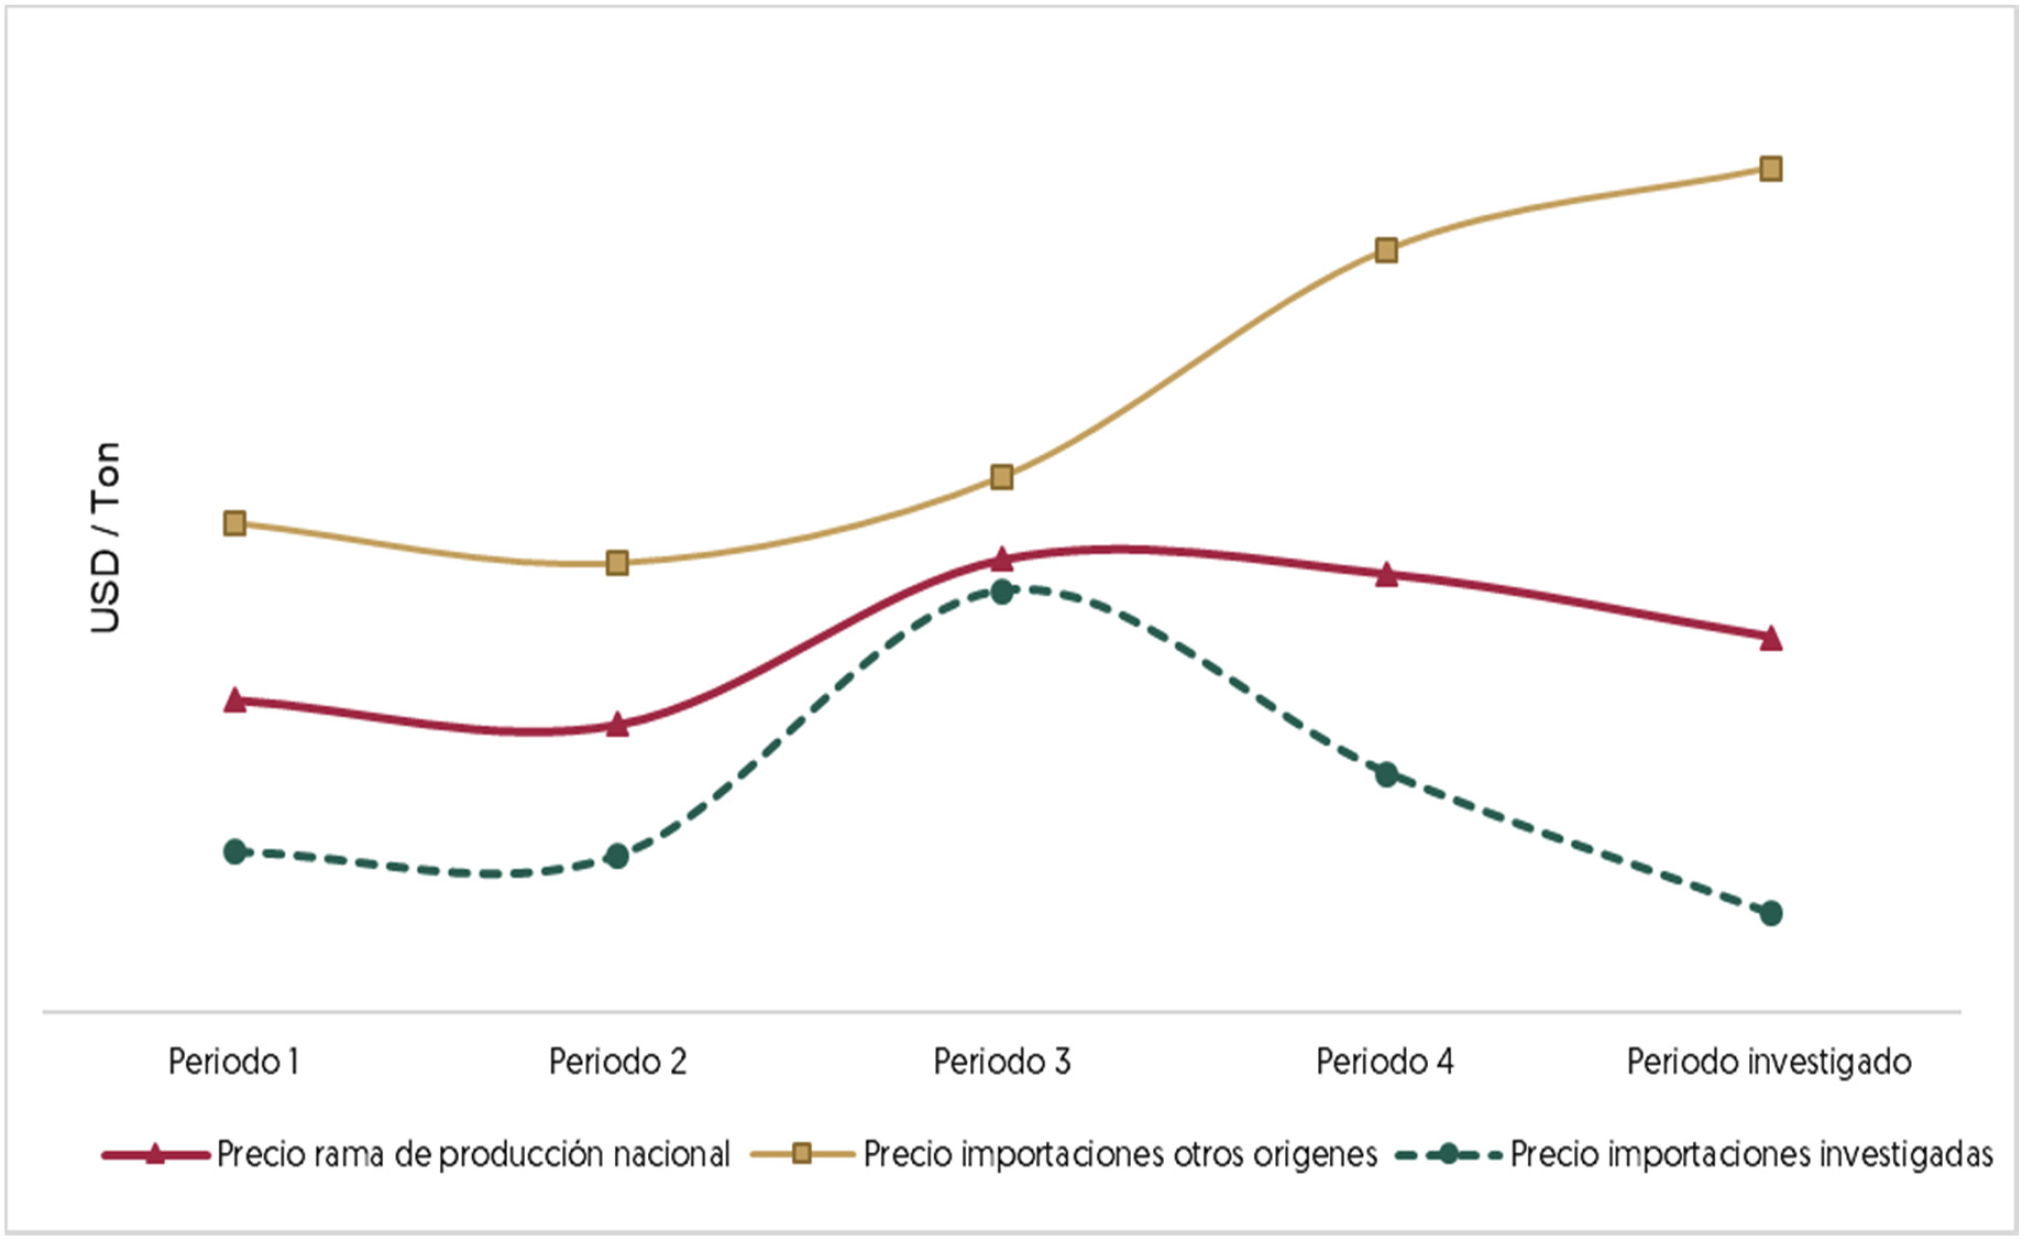 USD / Ton
Periodo 1
Periodo 2
Periodo 3
Periodo 4
Periodo investigado
Precio rama de producción nacional
Precio importaciones otros origenes
Precio importaciones investigadas